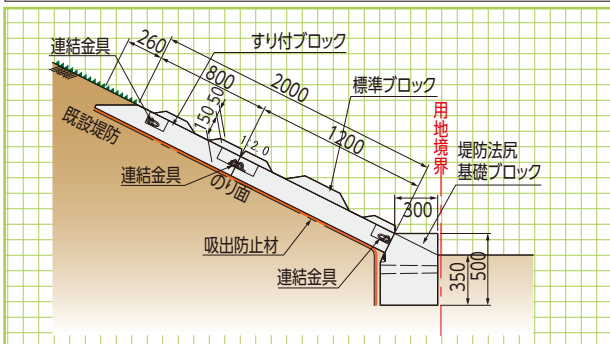 連結金具
260
すり付ブロック
800
2000
標準ブロック
150
50
1200
既設堤防
1:2.0
用地境界
堤防法尻
基礎ブロック
連結金具
のり面
300
吸出防止材
連結金具
350
500